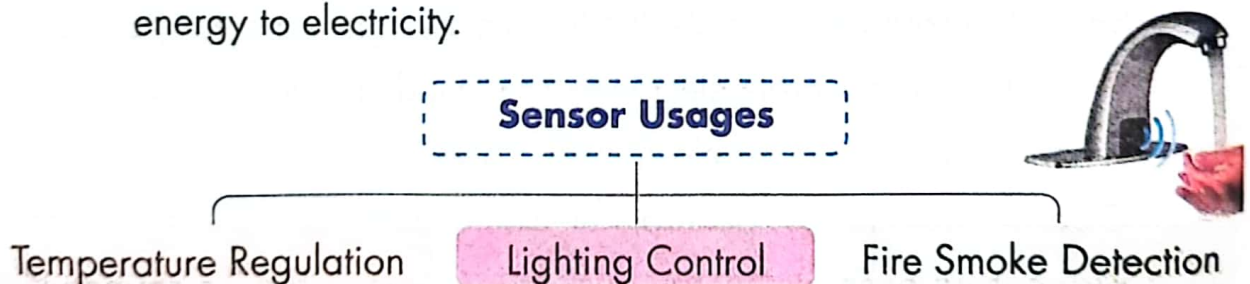 energy to electricity.
Sensor Usages
Temperature Regulation
Lighting Control
Fire Smoke Detection